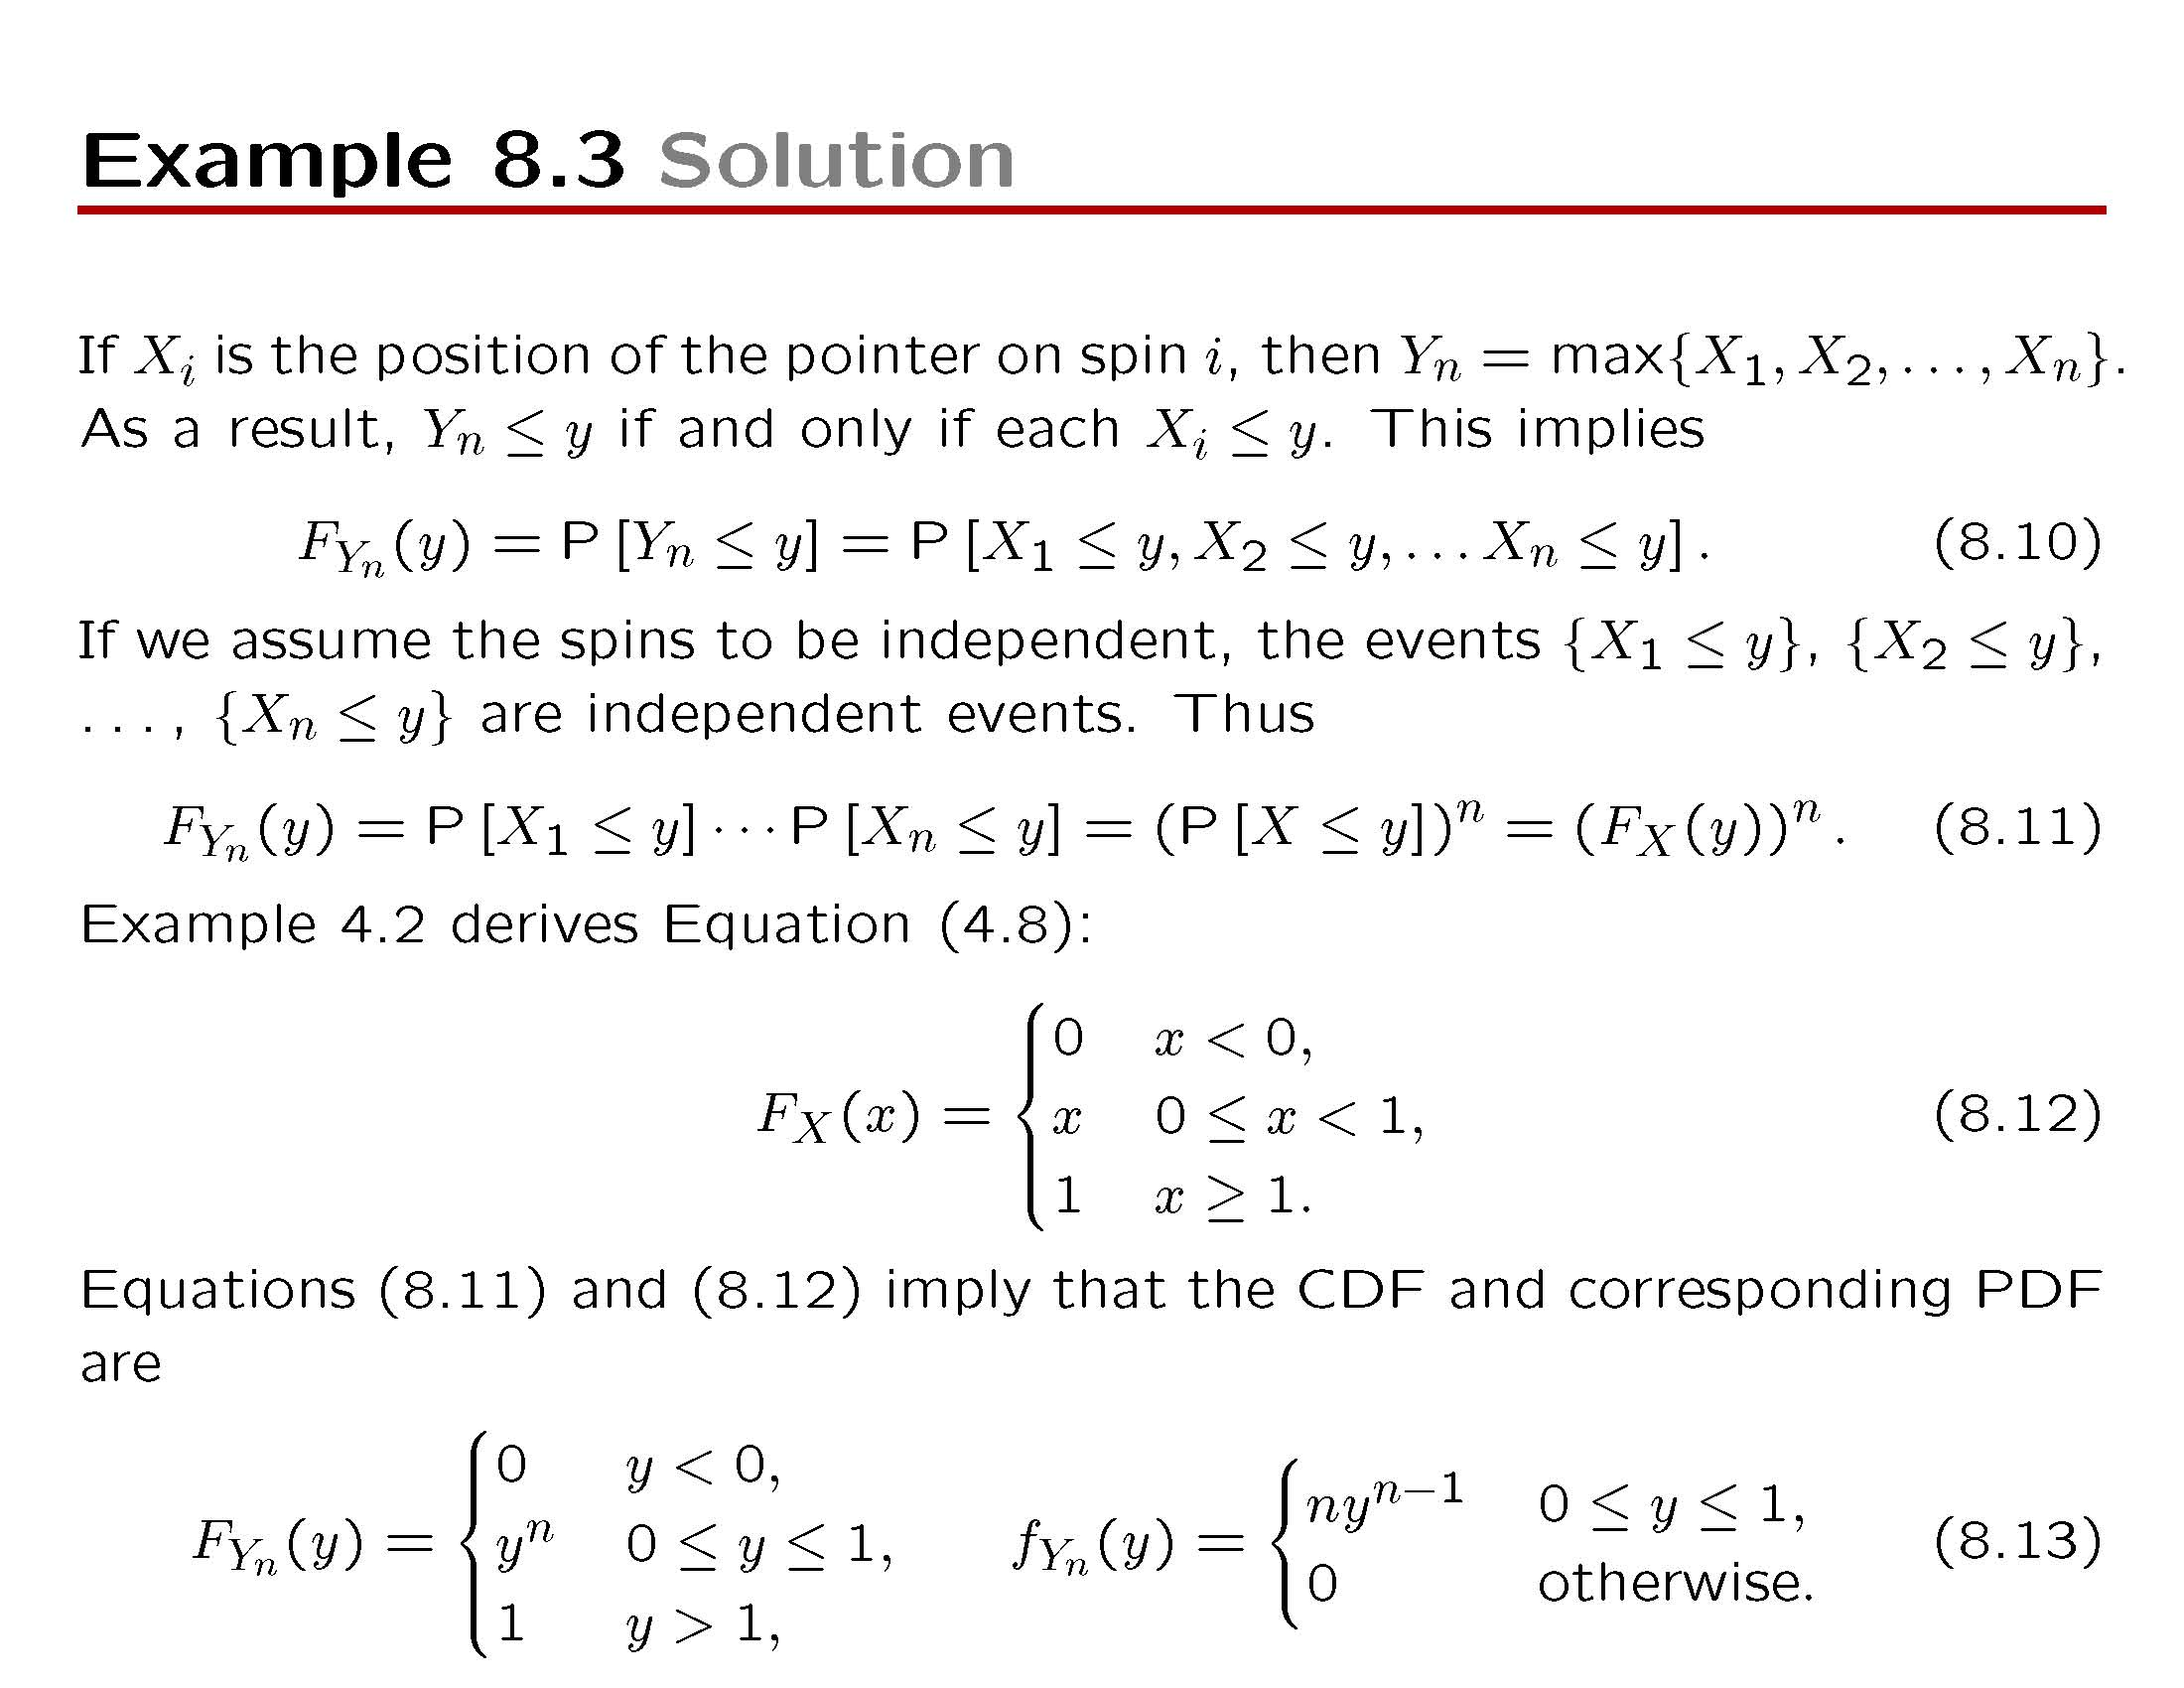 Example 8.3 Solution
If X_i is the position of the pointer on spin i, then Y_n = max{X_1, X_2, . . . , X_n}.
As a result, Y_n ≤ y if and only if each X_i ≤ y. This implies
F_{Y_n}(y) = P [Y_n ≤ y] = P [X_1 ≤ y, X_2 ≤ y, . . . X_n ≤ y] . (8.10)
If we assume the spins to be independent, the events {X_1 ≤ y}, {X_2 ≤ y},
. . . , {X_n ≤ y} are independent events. Thus
F_{Y_n}(y) = P [X_1 ≤ y] ··· P [X_n ≤ y] = (P [X ≤ y])^n = (F_X(y))^n . (8.11)
Example 4.2 derives Equation (4.8):
F_X(x) = { 0 x < 0,
x 0 ≤ x < 1, (8.12)
1 x ≥ 1.
Equations (8.11) and (8.12) imply that the CDF and corresponding PDF
are
F_{Y_n}(y) = { 0 y < 0,
y^n 0 ≤ y ≤ 1,
1 y > 1,
f_{Y_n}(y) = { ny^{n−1} 0 ≤ y ≤ 1,
0 otherwise. (8.13)